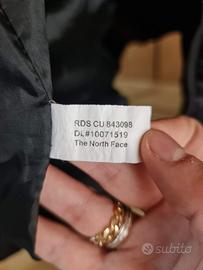 RDS CU 843098
DL#10071519
The North Face
subito